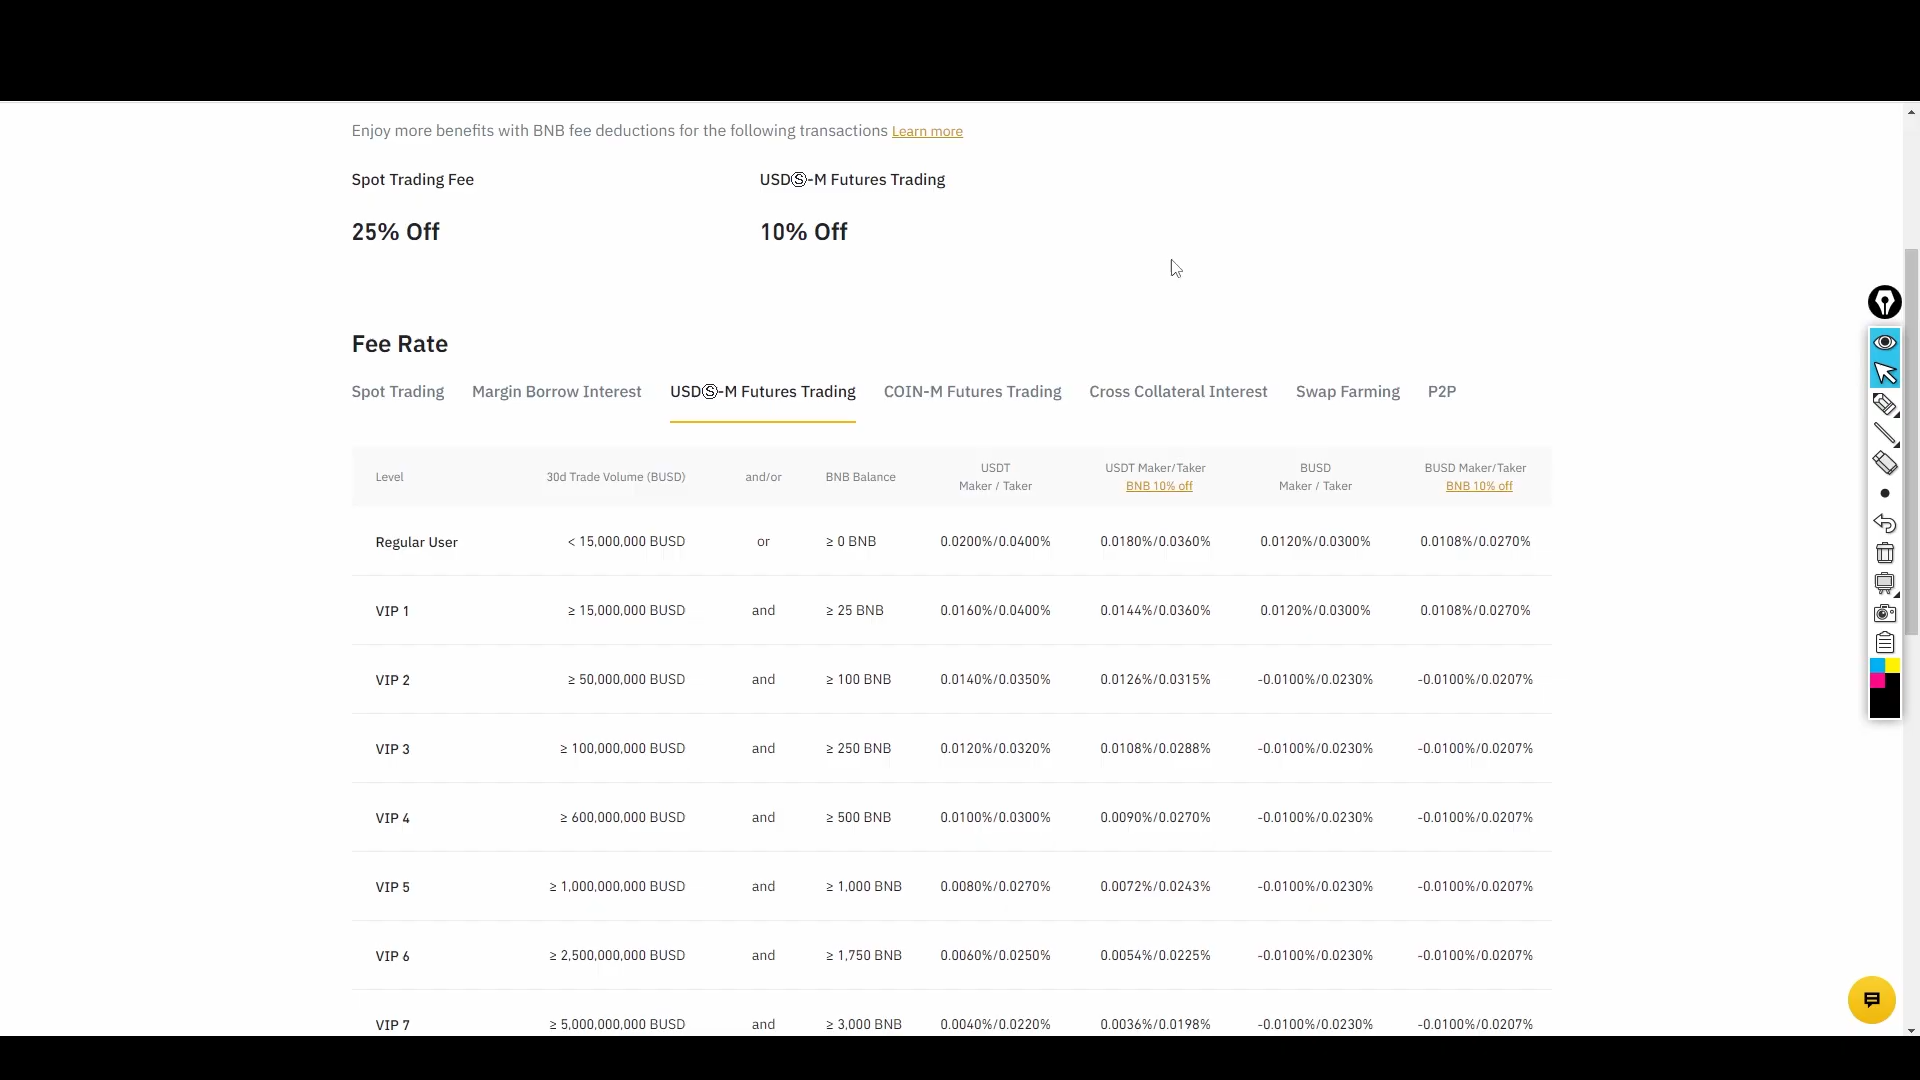 Enjoy more benefits with BNB fee deductions for the following transactions Learn more
Spot Trading Fee USDⓈ-M Futures Trading
25% Off 10% Off
Fee Rate
Spot Trading Margin Borrow Interest USDⓈ-M Futures Trading COIN-M Futures Trading Cross Collateral Interest Swap Farming P2P
Level 30d Trade Volume (BUSD) and/or BNB Balance USDT Maker / Taker USDT Maker/Taker BNB 10% off BUSD Maker / Taker BUSD Maker/Taker BNB 10% off
Regular User < 15,000,000 BUSD or ≥ 0 BNB 0.0200%/0.0400% 0.0180%/0.0360% 0.0120%/0.0300% 0.0108%/0.0270%
VIP 1 ≥ 15,000,000 BUSD and ≥ 25 BNB 0.0160%/0.0400% 0.0144%/0.0360% 0.0120%/0.0300% 0.0108%/0.0270%
VIP 2 ≥ 50,000,000 BUSD and ≥ 100 BNB 0.0140%/0.0350% 0.0126%/0.0315% -0.0100%/0.0230% -0.0100%/0.0207%
VIP 3 ≥ 100,000,000 BUSD and ≥ 250 BNB 0.0120%/0.0320% 0.0108%/0.0288% -0.0100%/0.0230% -0.0100%/0.0207%
VIP 4 ≥ 600,000,000 BUSD and ≥ 500 BNB 0.0100%/0.0300% 0.0090%/0.0270% -0.0100%/0.0230% -0.0100%/0.0207%
VIP 5 ≥ 1,000,000,000 BUSD and ≥ 1,000 BNB 0.0080%/0.0270% 0.0072%/0.0243% -0.0100%/0.0230% -0.0100%/0.0207%
VIP 6 ≥ 2,500,000,000 BUSD and ≥ 1,750 BNB 0.0060%/0.0250% 0.0054%/0.0225% -0.0100%/0.0230% -0.0100%/0.0207%
VIP 7 ≥ 5,000,000,000 BUSD and ≥ 3,000 BNB 0.0040%/0.0220% 0.0036%/0.0198% -0.0100%/0.0230% -0.0100%/0.0207%